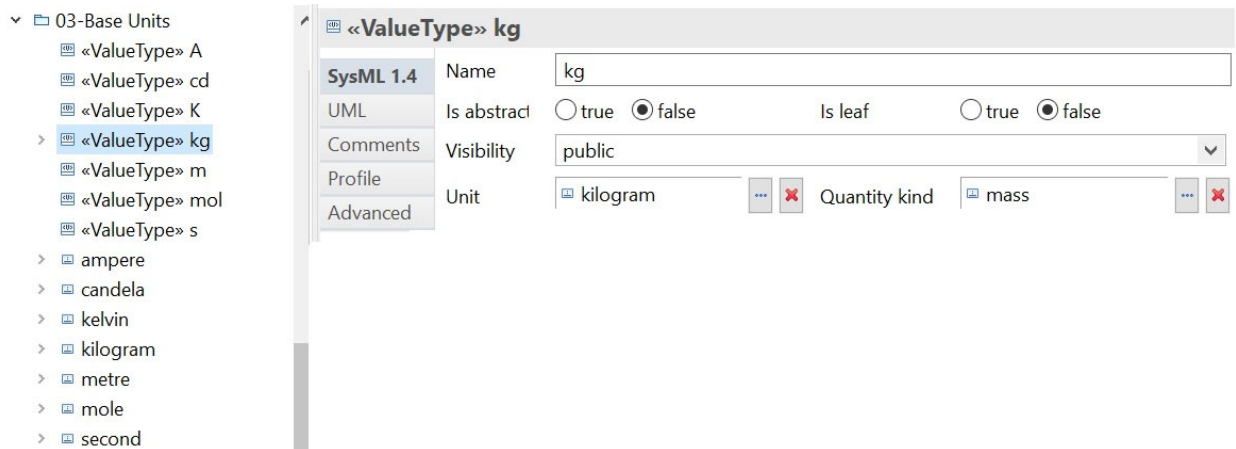 03-Base Units
«ValueType» A
«ValueType» cd
«ValueType» K
«ValueType» kg
«ValueType» m
«ValueType» mol
«ValueType» s
ampere
candela
kelvin
kilogram
metre
mole
second
«ValueType» kg
SysML 1.4
UML
Comments
Profile
Advanced
Name kg
Is abstract true false Is leaf true false
Visibility public
Unit kilogram ... Quantity kind mass ...